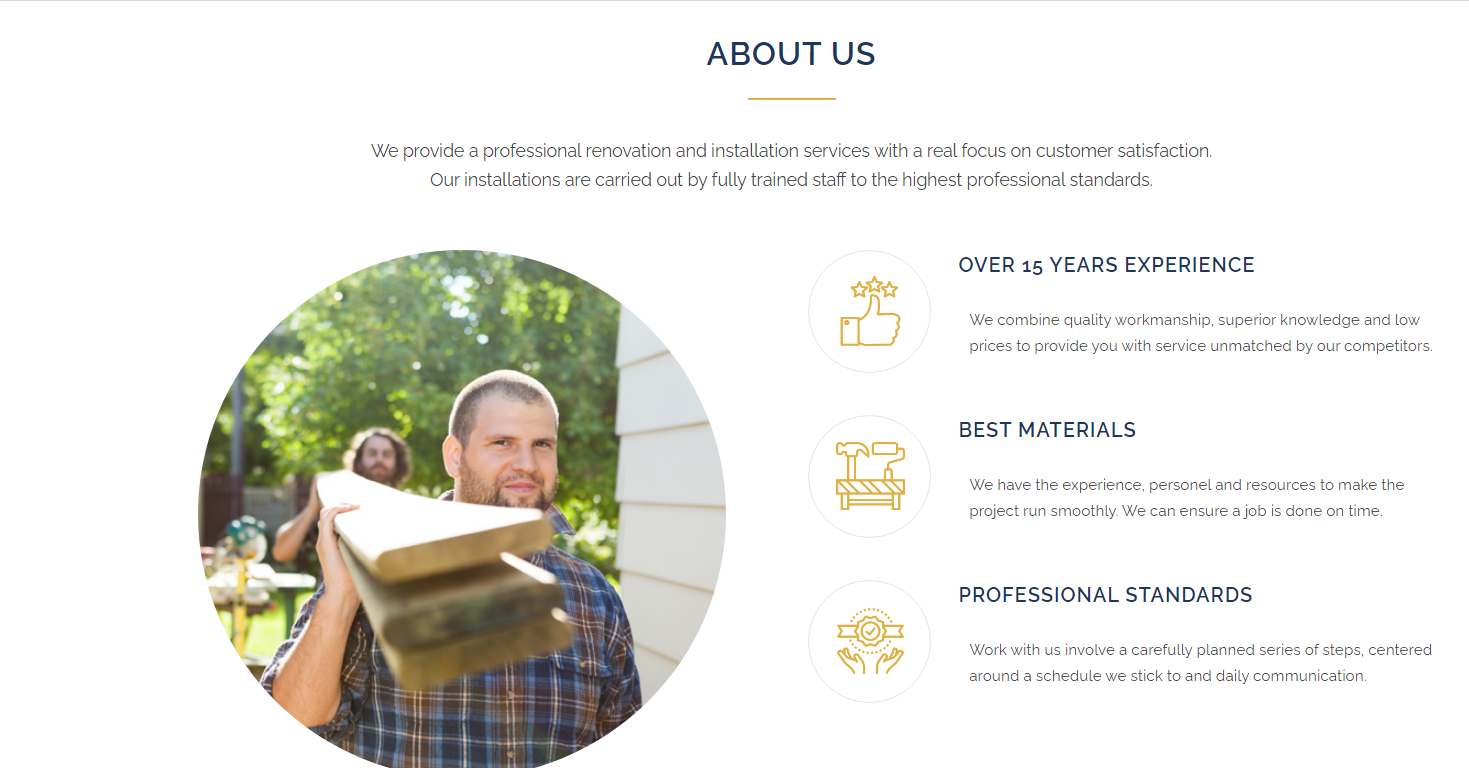 ABOUT US
We provide a professional renovation and installation services with a real focus on customer satisfaction.
Our installations are carried out by fully trained staff to the highest professional standards.
OVER 15 YEARS EXPERIENCE
We combine quality workmanship, superior knowledge and low
prices to provide you with service unmatched by our competitors.
BEST MATERIALS
We have the experience, personel and resources to make the
project run smoothly. We can ensure a job is done on time.
PROFESSIONAL STANDARDS
Work with us involve a carefully planned series of steps, centered
around a schedule we stick to and daily communication.